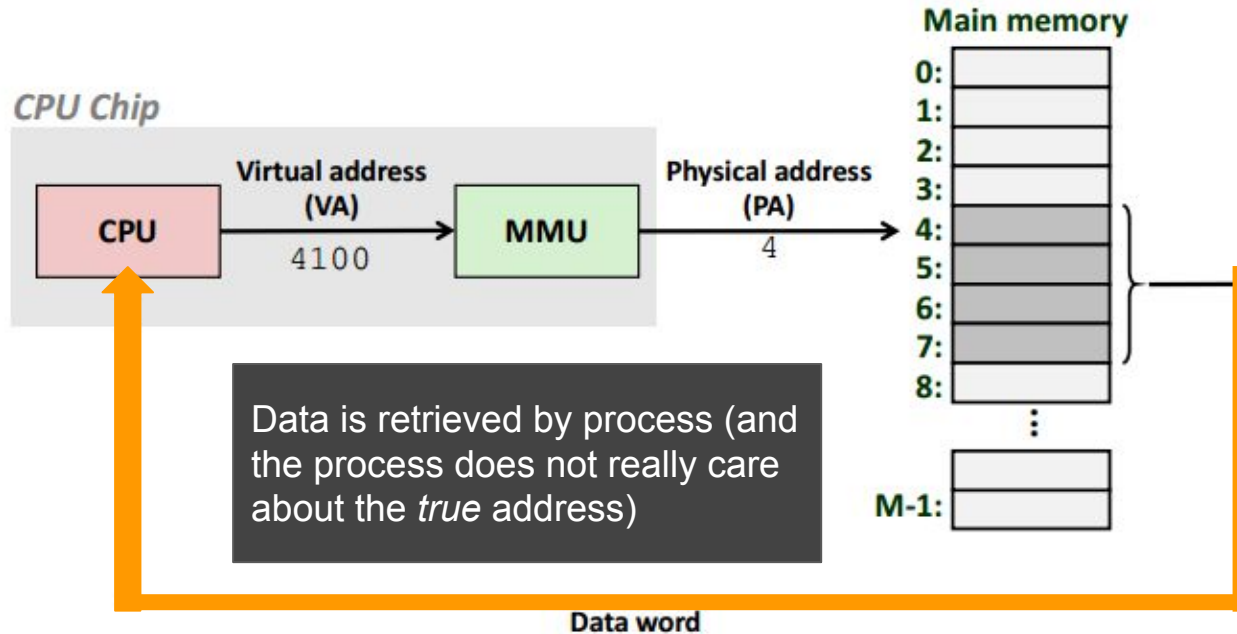 Main memory
CPU Chip
0:
1:
2:
3:
4:
5:
6:
7:
8:
M-1:
Virtual address
(VA)
4100
Physical address
(PA)
4
CPU
MMU
Data is retrieved by process (and
the process does not really care
about the true address)
Data word